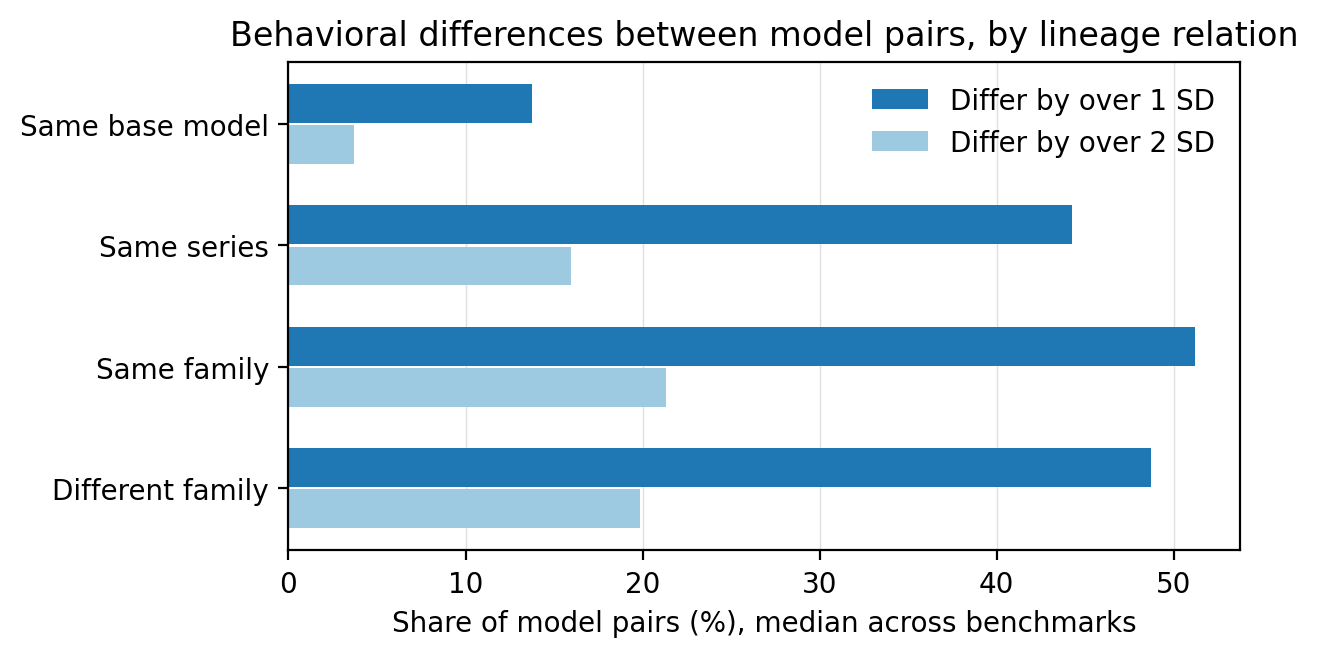 Behavioral differences between model pairs, by lineage relation
Differ by over 1 SD
Differ by over 2 SD
Same base model
Same series
Same family
Different family
0 10 20 30 40 50
Share of model pairs (%), median across benchmarks